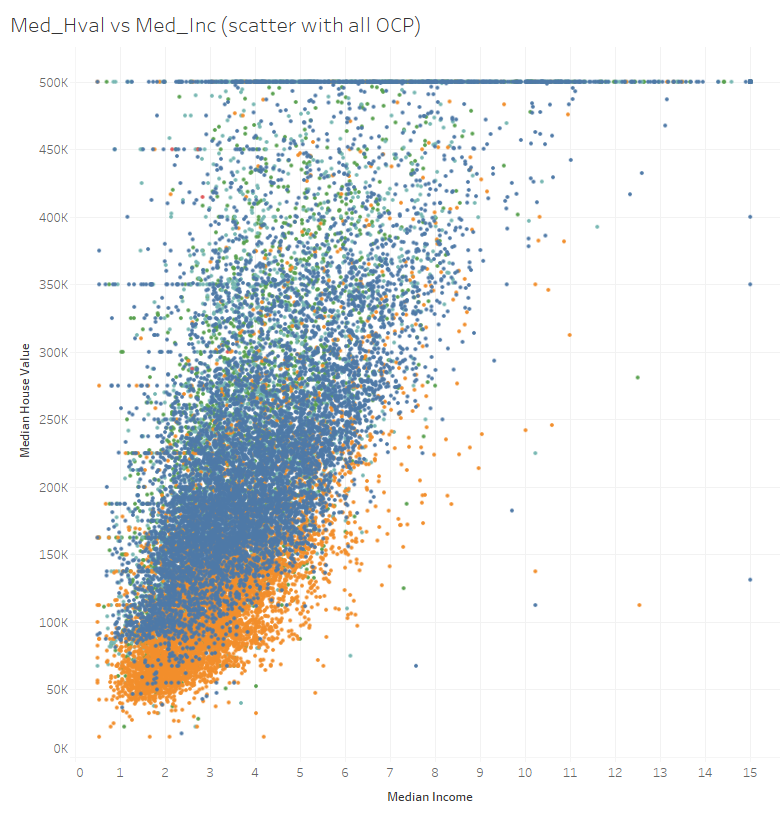 Med_Hval vs Med_Inc (scatter with all OCP)
500K
450K
400K
350K
300K
250K
200K
150K
100K
50K
0K
Median House Value
0 1 2 3 4 5 6 7 8 9 10 11 12 13 14 15
Median Income